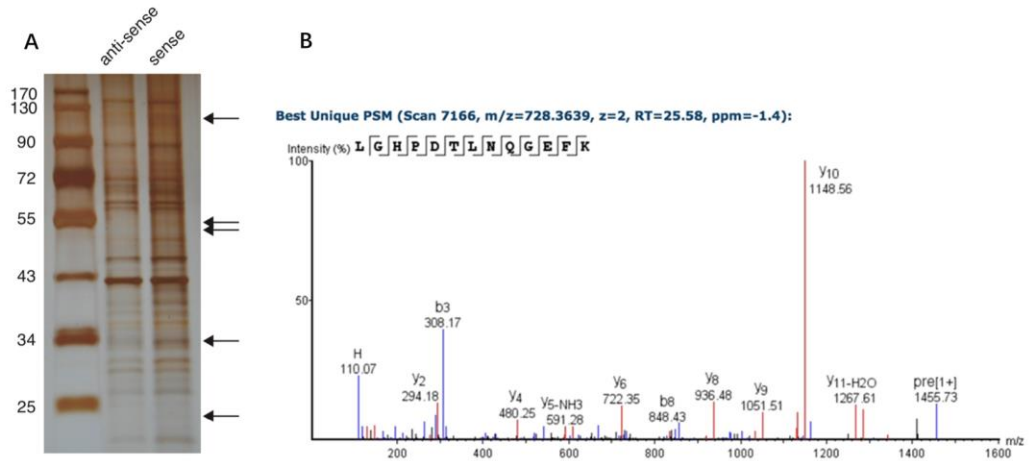 A
anti-sense
sense
170
130
90
72
55
43
34
25
B
Best Unique PSM (Scan 7166, m/z=728.3639, z=2, RT=25.58, ppm=-1.4):
Intensity (%) L G H P D T L N Q G E F K
100
50
H
110.07
y2
294.18
b3
308.17
y4
480.25
y5-NH3
591.28
y6
722.35
b8
848.43
y8
936.48
y9
1051.51
y10
1148.56
y11-H2O
1267.61
pre[1+]
1455.73
200 400 600 800 1000 1200 1400 1600 m/z